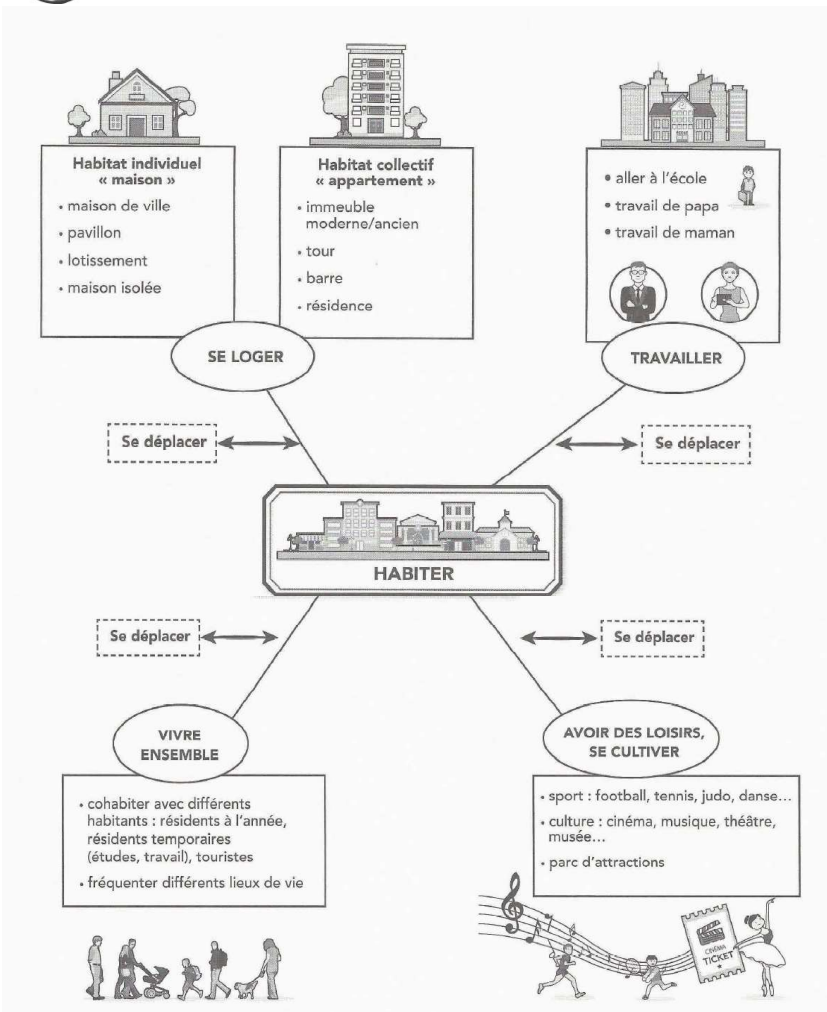 Habitat individuel
« maison »
• maison de ville
• pavillon
• lotissement
• maison isolée
Habitat collectif
« appartement »
• immeuble
moderne/ancien
• tour
• barre
• résidence
• aller à l'école
• travail de papa
• travail de maman
SE LOGER
TRAVAILLER
Se déplacer
Se déplacer
HABITER
Se déplacer
Se déplacer
VIVRE
ENSEMBLE
AVOIR DES LOISIRS,
SE CULTIVER
• cohabiter avec différents
habitants : résidents à l'année,
résidents temporaires
(études, travail), touristes
• fréquenter différents lieux de vie
• sport : football, tennis, judo, danse...
• culture : cinéma, musique, théâtre,
musée...
• parc d'attractions
CINÉMA
TICKET